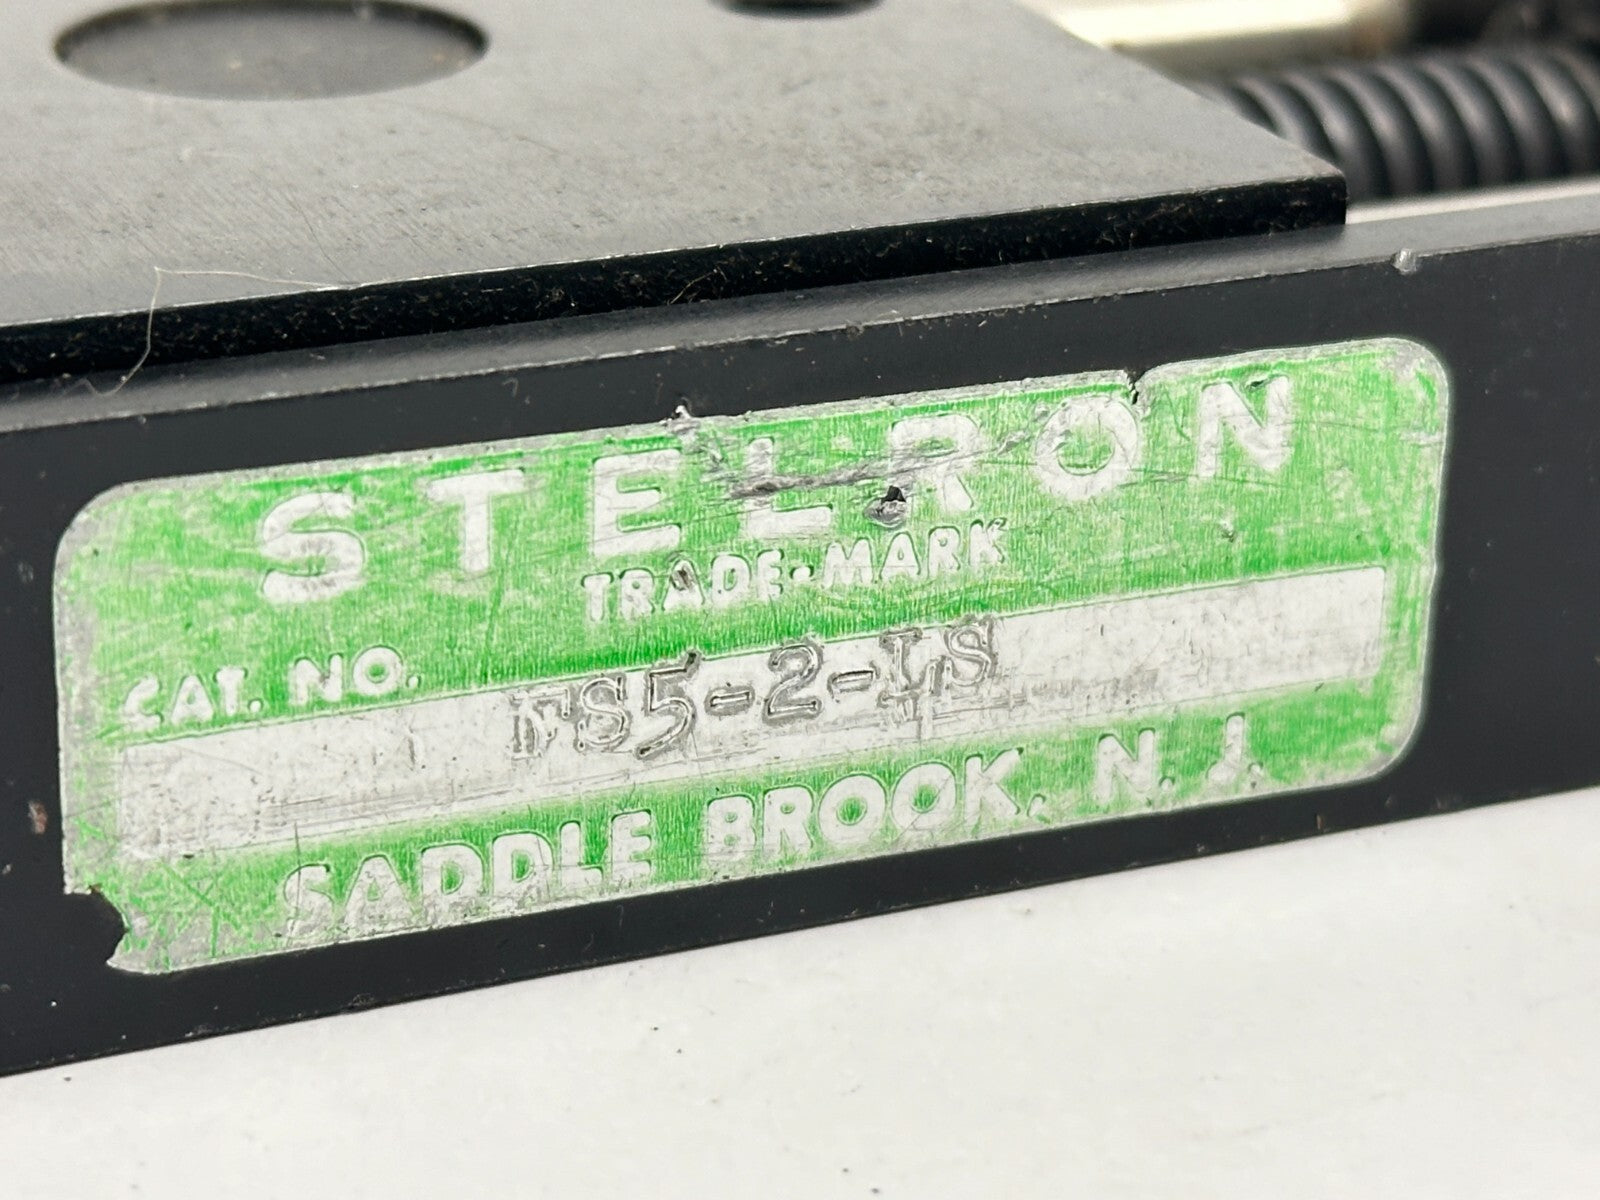 STELRON
TRADE-MARK
CAT. NO.
FS5-2-LS
SADDLE BROOK, N. J.